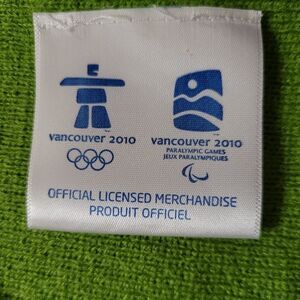 vancouver 2010
vancouver 2010
PARALYMPIC GAMES
JEUX PARALYMPIQUES
OFFICIAL LICENSED MERCHANDISE
PRODUIT OFFICIEL